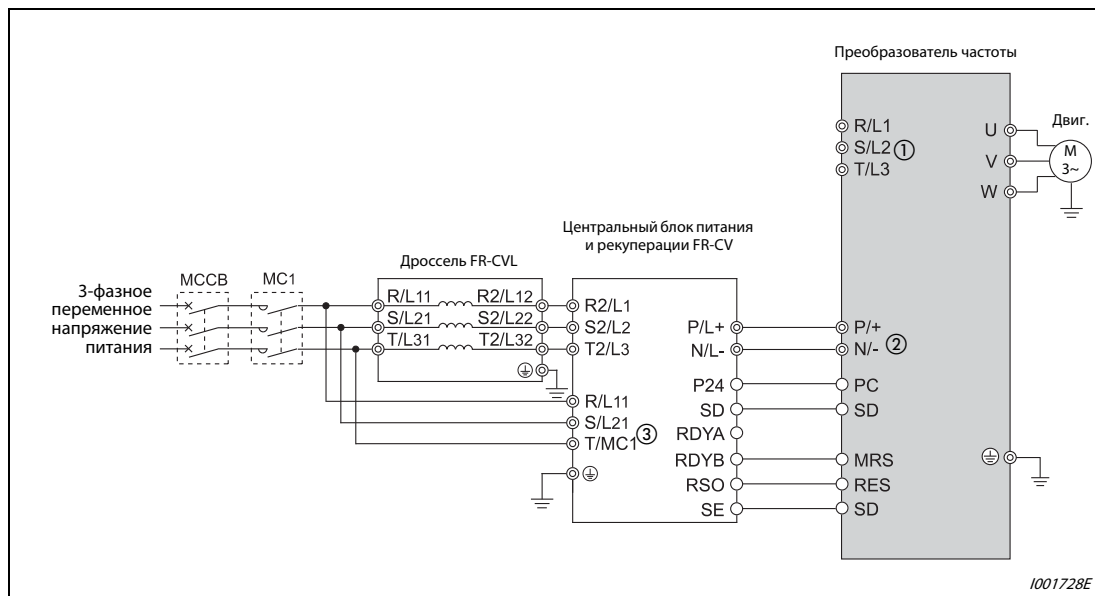 Преобразователь частоты
R/L1
S/L2 ①
T/L3
U
V
W
Двиг.
M
3~
Центральный блок питания
и рекуперации FR-CV
Дроссель FR-CVL
MCCB
MC1
3-фазное
переменное
напряжение
питания
R/L11 R2/L12
S/L21 S2/L22
T/L31 T2/L32
R2/L1
S2/L2
T2/L3
R/L11
S/L21
T/MC1 ③
P/L+
N/L-
P24
SD
RDYA
RDYB
RSO
SE
P/+
N/- ②
PC
SD
MRS
RES
SD
I001728E